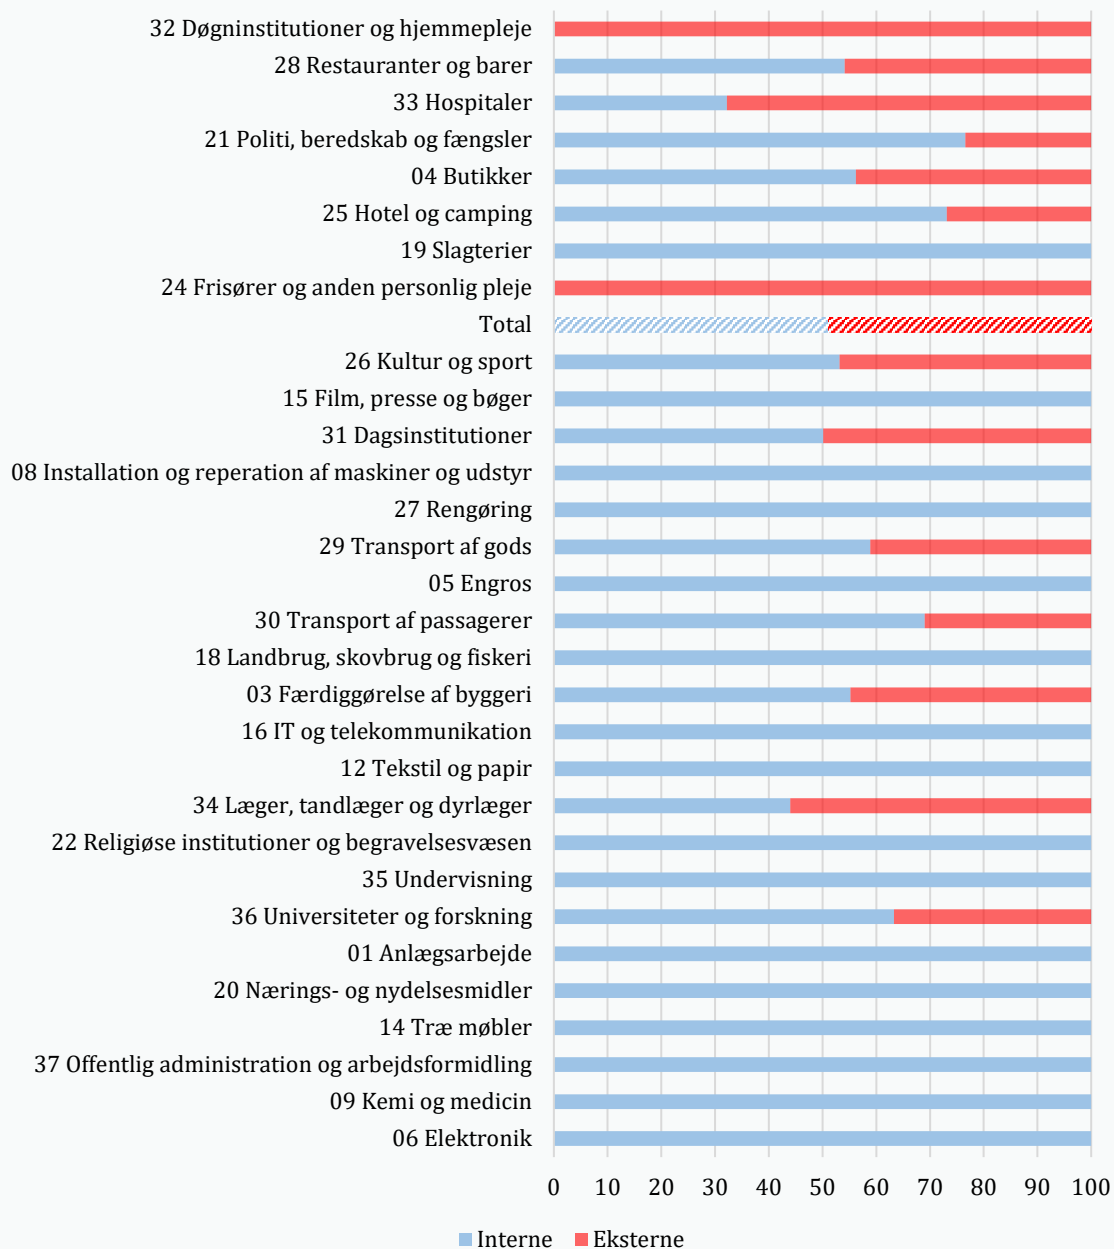 32 Døgninstitutioner og hjemmepleje
28 Restauranter og barer
33 Hospitaler
21 Politi, beredskab og fængsler
04 Butikker
25 Hotel og camping
19 Slagterier
24 Frisører og anden personlig pleje
Total
26 Kultur og sport
15 Film, presse og bøger
31 Dagsinstitutioner
08 Installation og reperation af maskiner og udstyr
27 Rengøring
29 Transport af gods
05 Engros
30 Transport af passagerer
18 Landbrug, skovbrug og fiskeri
03 Færdiggørelse af byggeri
16 IT og telekommunikation
12 Tekstil og papir
34 Læger, tandlæger og dyrlæger
22 Religiøse institutioner og begravelsesvæsen
35 Undervisning
36 Universiteter og forskning
01 Anlægsarbejde
20 Nærings- og nydelsesmidler
14 Træ møbler
37 Offentlig administration og arbejdsformidling
09 Kemi og medicin
06 Elektronik
0 10 20 30 40 50 60 70 80 90 100
Interne Eksterne